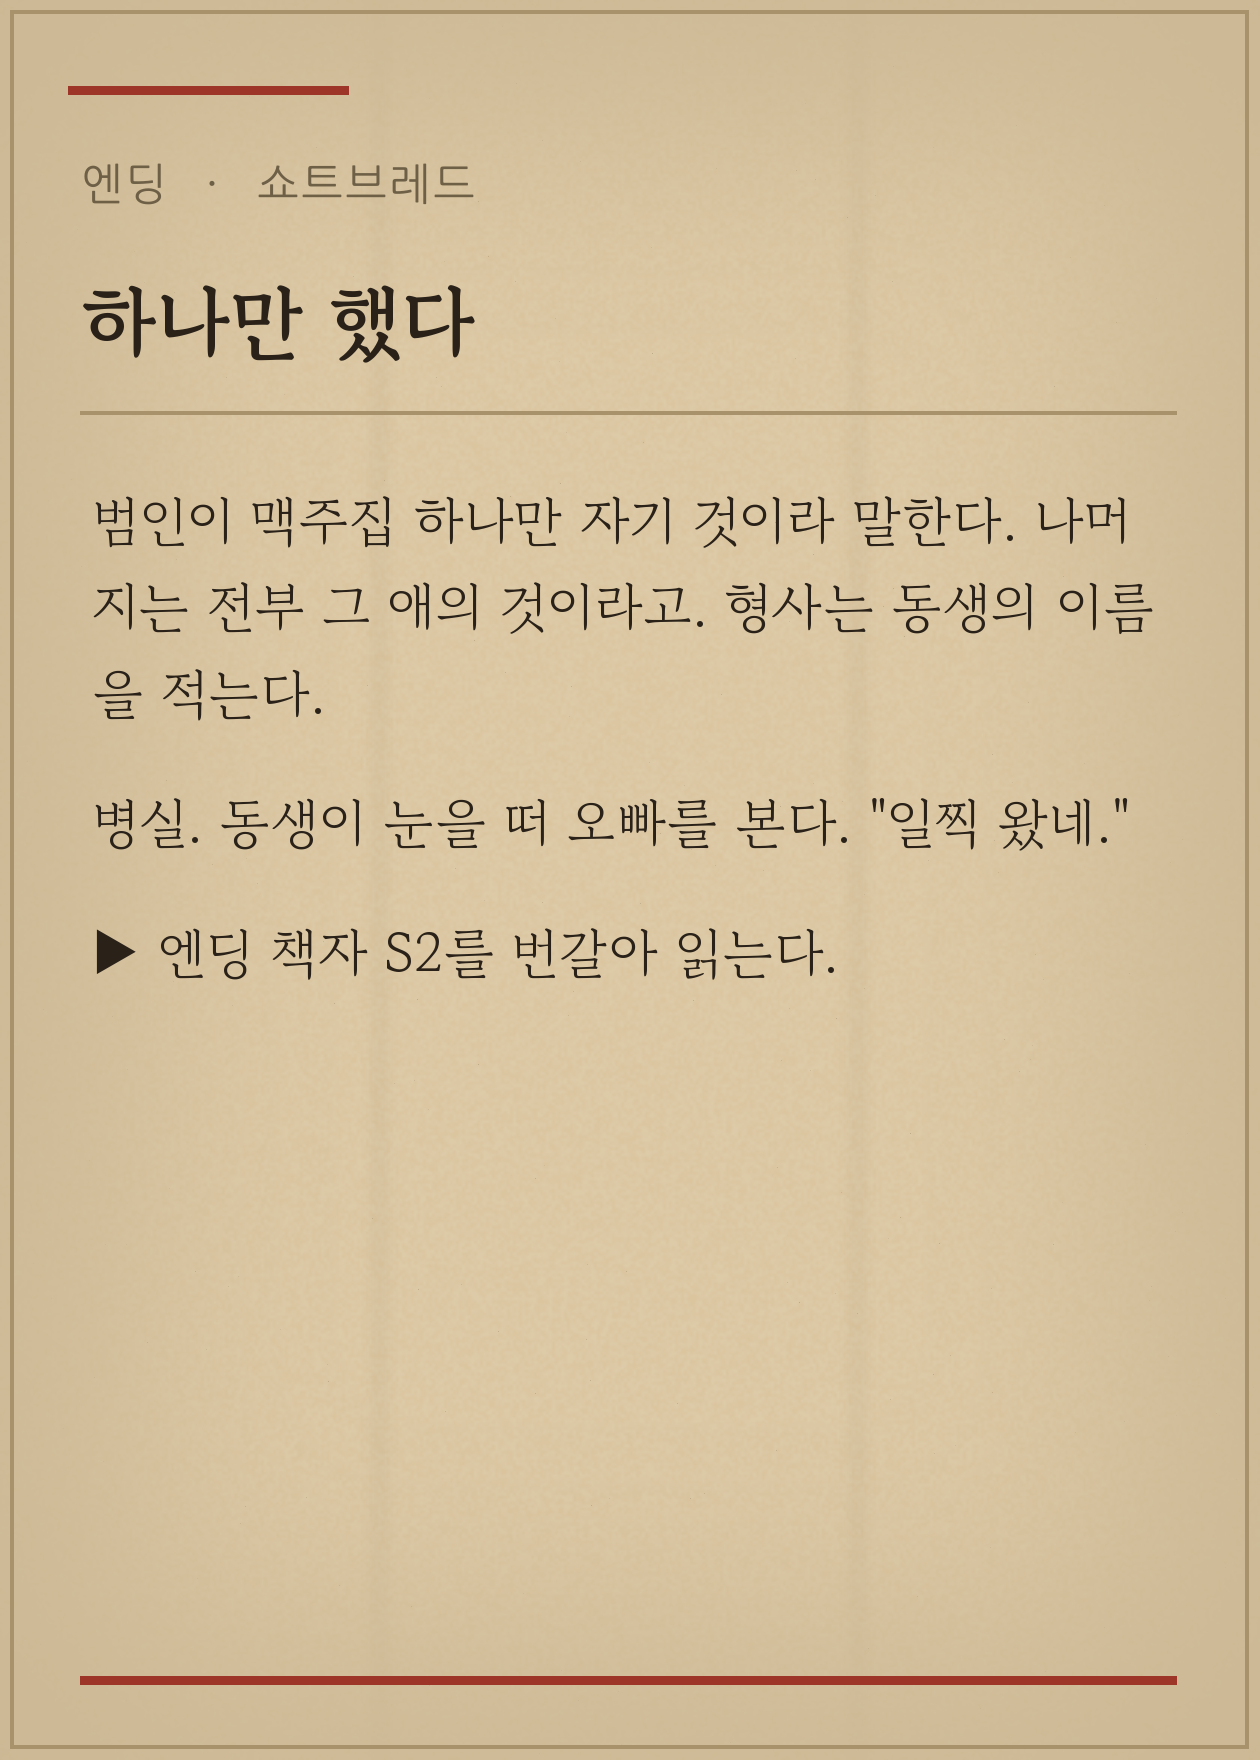 엔딩 · 쇼트브레드
하나만 했다
범인이 맥주집 하나만 자기 것이라 말한다. 나머
지는 전부 그 애의 것이라고. 형사는 동생의 이름
을 적는다.
병실. 동생이 눈을 떠 오빠를 본다. "일찍 왔네."
▶ 엔딩 책자 S2를 번갈아 읽는다.